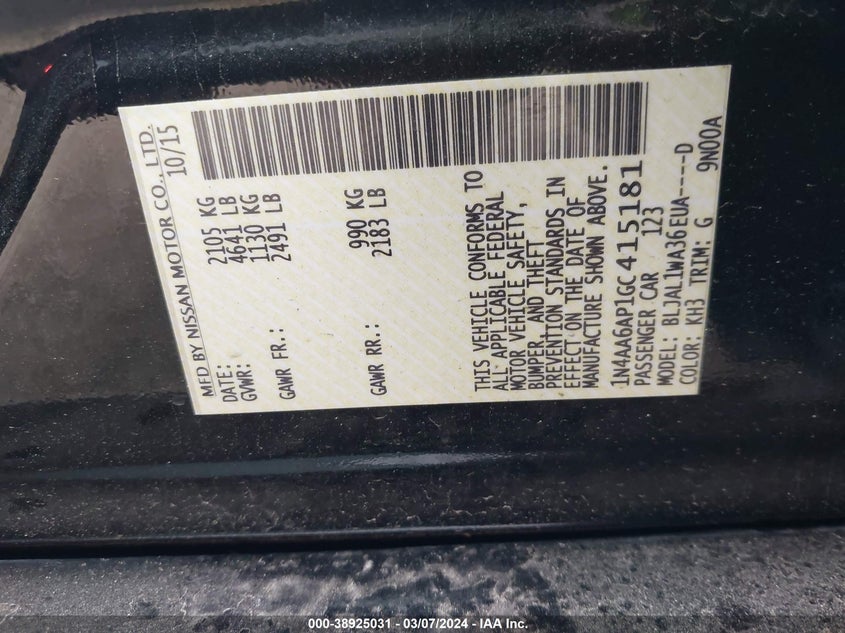 MFD BY NISSAN MOTOR CO., LTD.
DATE: 10/15
GVWR: 2105 KG
4641 LB
GAWR FR.: 1130 KG
2491 LB
GAWR RR.: 990 KG
2183 LB
THIS VEHICLE CONFORMS TO
ALL APPLICABLE FEDERAL
MOTOR VEHICLE SAFETY,
BUMPER, AND THEFT
PREVENTION STANDARDS IN
EFFECT ON THE DATE OF
MANUFACTURE SHOWN ABOVE.
1N4AA6AP1GC415181
PASSENGER CAR 123
MODEL: BLJALIWA36EUA----D
COLOR: KH3 TRIM: G 9N00A
000-38925031 - 03/07/2024 - IAA Inc.